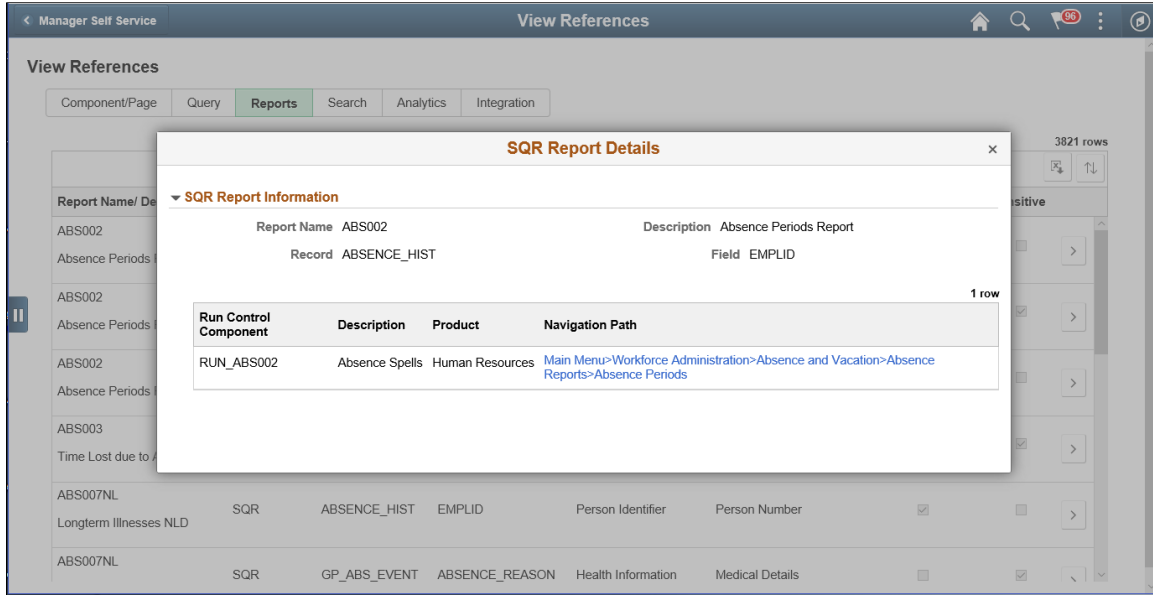 Manager Self Service
View References
96
View References
Component/Page Query Reports Search Analytics Integration
3821 rows
SQR Report Details
×
SQR Report Information
Report Name ABS002 Description Absence Periods Report
Record ABSENCE_HIST Field EMPLID
1 row
Run Control
Component Description Product Navigation Path
RUN_ABS002 Absence Spells Human Resources Main Menu>Workforce Administration>Absence and Vacation>Absence
Reports>Absence Periods
Report Name/
ABS002
Absence Periods
ABS002
Absence Periods
ABS002
Absence Periods
ABS003
Time Lost due to
ABS007NL
Longterm Illnesses NLD
SQR ABSENCE_HIST EMPLID Person Identifier Person Number
ABS007NL
SQR GP_ABS_EVENT ABSENCE_REASON Health Information Medical Details